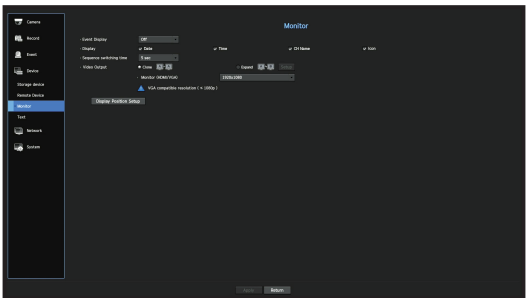 Monitor
Camera
Record
Event
Device
Storage device
Remote Device
Monitor
Text
Network
System
· Event Display Off
· Display Date Time CH Name Icon
· Sequence switching time 5 sec
· Video Output Clone Expand
· Monitor (HDMI/VGA) 1920x1080
VGA compatible resolution ( ≤ 1080p )
Display Position Setup
Apply Return